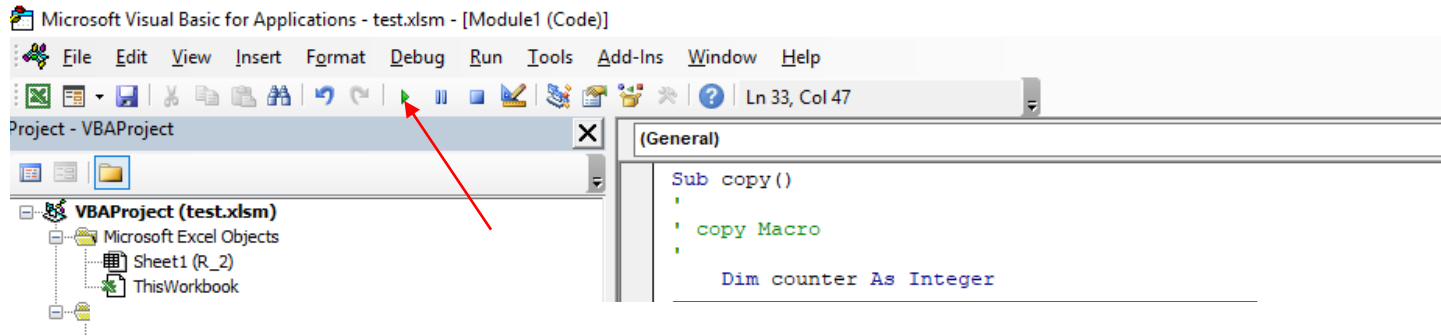 Microsoft Visual Basic for Applications - test.xlsm - [Module1 (Code)]
File Edit View Insert Format Debug Run Tools Add-Ins Window Help
Ln 33, Col 47
Project - VBAProject
(General)
VBAProject (test.xlsm)
Microsoft Excel Objects
Sheet1 (R_2)
ThisWorkbook
Sub copy()
'
' copy Macro
'
Dim counter As Integer